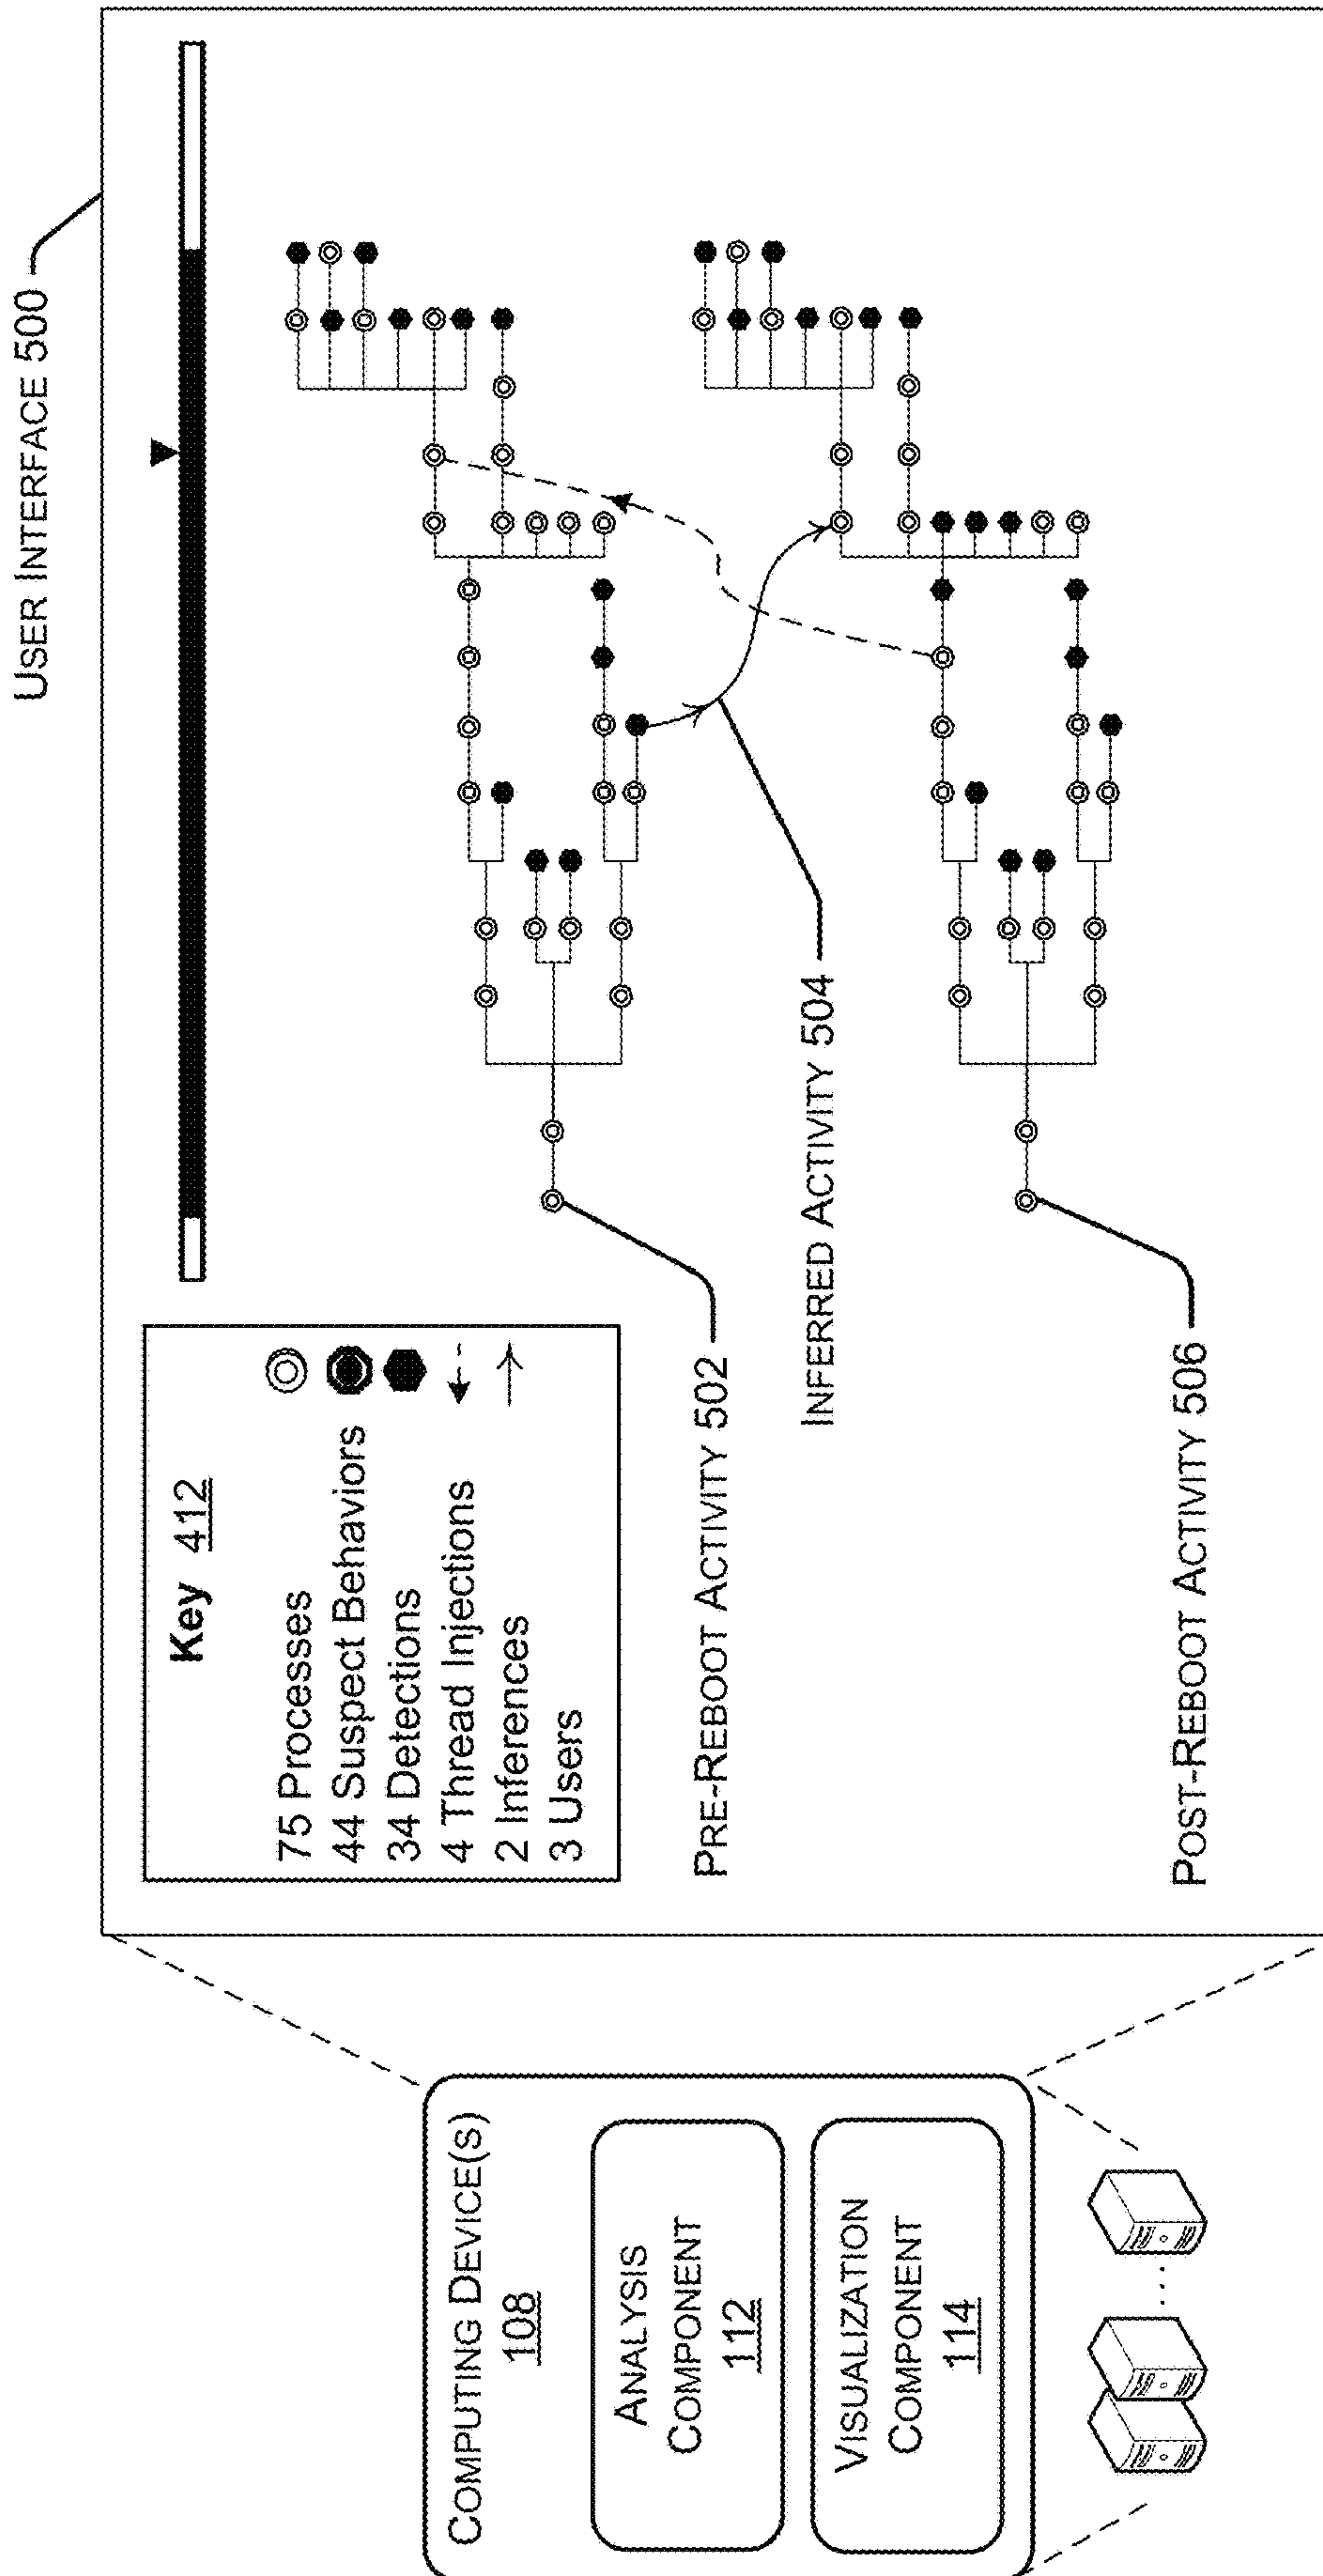 COMPUTING DEVICE(S)
108
ANALYSIS
COMPONENT
112
VISUALIZATION
COMPONENT
114
USER INTERFACE 500
Key 412
75 Processes
44 Suspect Behaviors
34 Detections
4 Thread Injections
2 Inferences
3 Users
PRE-REBOOT ACTIVITY 502
INFERRED ACTIVITY 504
POST-REBOOT ACTIVITY 506